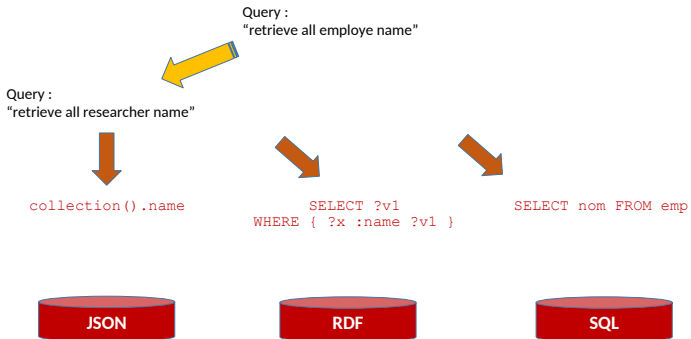 Query :
“retrieve all employe name”
Query :
“retrieve all researcher name”
collection().name
SELECT ?v1
WHERE { ?x :name ?v1 }
SELECT nom FROM emp
JSON
RDF
SQL